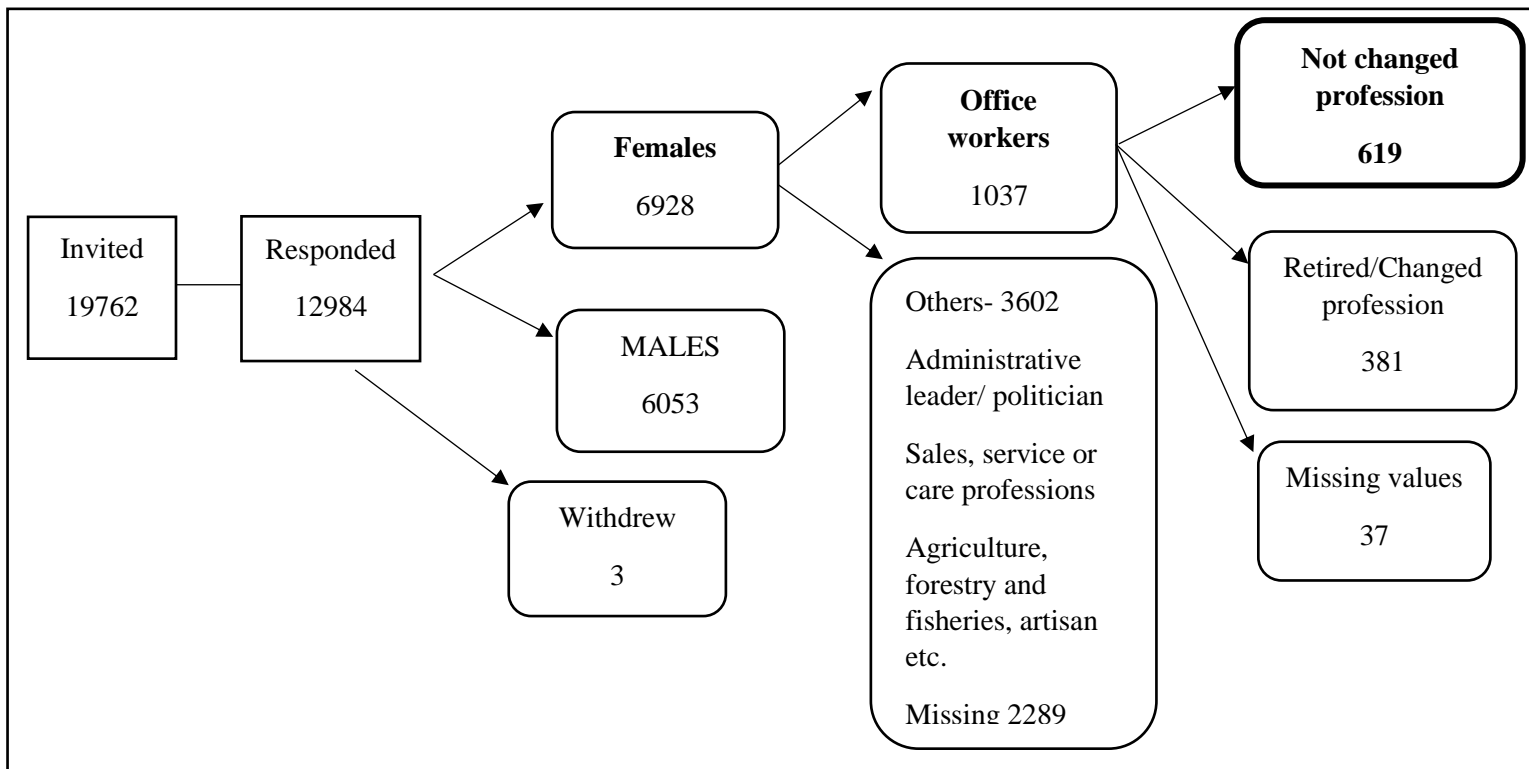 Invited
19762
Responded
12984
Females
6928
MALES
6053
Withdrew
3
Office
workers
1037
Others- 3602
Administrative
leader/ politician
Sales, service or
care professions
Agriculture,
forestry and
fisheries, artisan
etc.
Missing 2289
Not changed
profession
619
Retired/Changed
profession
381
Missing values
37